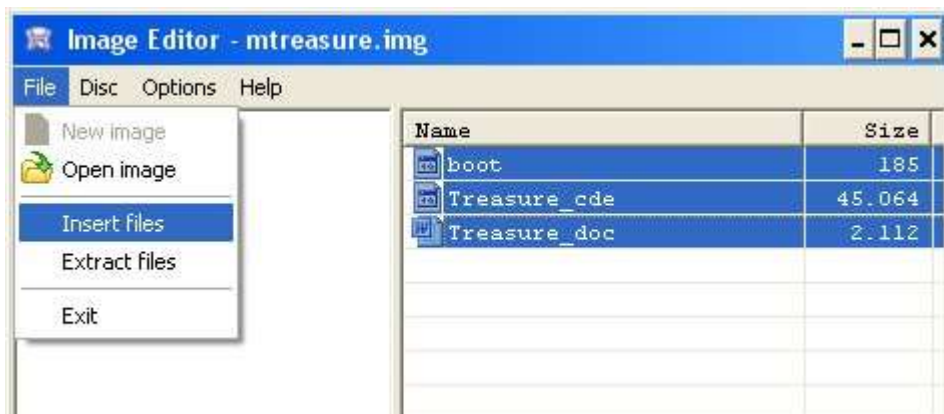 Image Editor - mtreasure.img
File Disc Options Help
New image
Open image
Insert files
Extract files
Exit
Name Size
boot 185
Treasure_cde 45.064
Treasure_doc 2.112